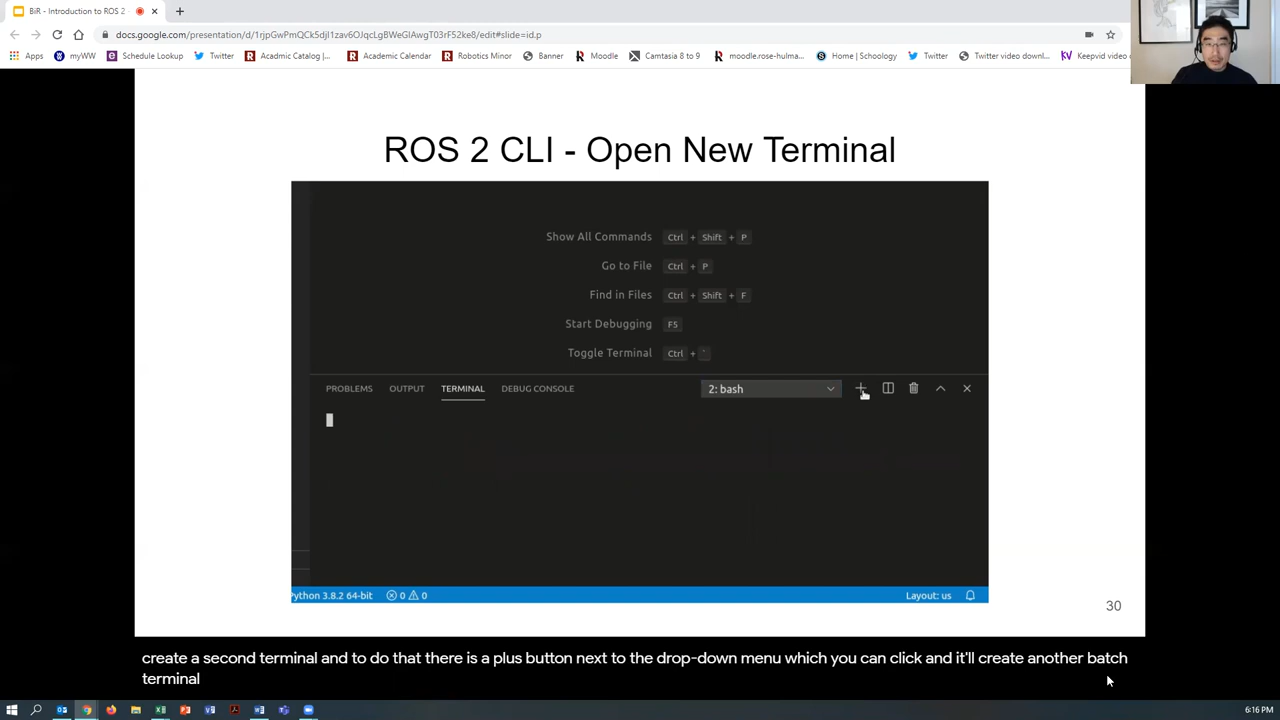 BiR - Introduction to ROS 2
docs.google.com/presentation/d/1rjpGwPmQCk5djI1zav6OJqcLgBWeGIAwgT03rF52ke8/edit#slide=id.p
Apps myWW Schedule Lookup Twitter Acadmic Catalog |... Academic Calendar Robotics Minor Banner Moodle Camtasia 8 to 9 moodle.rose-hulma... Home | Schoology Twitter Twitter video downl... Keepvid video
ROS 2 CLI - Open New Terminal
Show All Commands Ctrl + Shift + P
Go to File Ctrl + P
Find in Files Ctrl + Shift + F
Start Debugging F5
Toggle Terminal Ctrl + `
PROBLEMS OUTPUT TERMINAL DEBUG CONSOLE 2: bash
Python 3.8.2 64-bit 0 0 Layout: us
30
create a second terminal and to do that there is a plus button next to the drop-down menu which you can click and it'll create another batch
terminal
6:16 PM